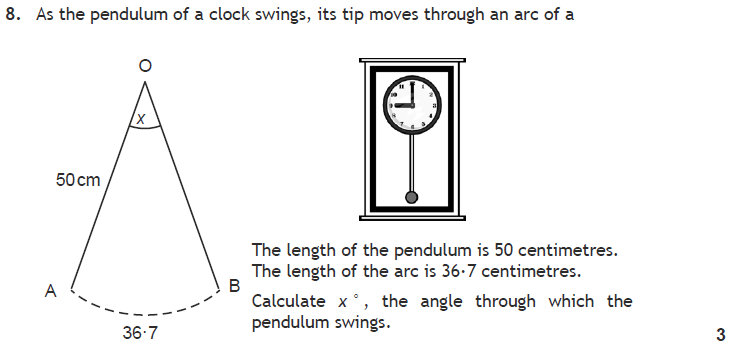 8. As the pendulum of a clock swings, its tip moves through an arc of a
O
x
50cm
A
B
36·7
The length of the pendulum is 50 centimetres.
The length of the arc is 36·7 centimetres.
Calculate x°, the angle through which the
pendulum swings.
3